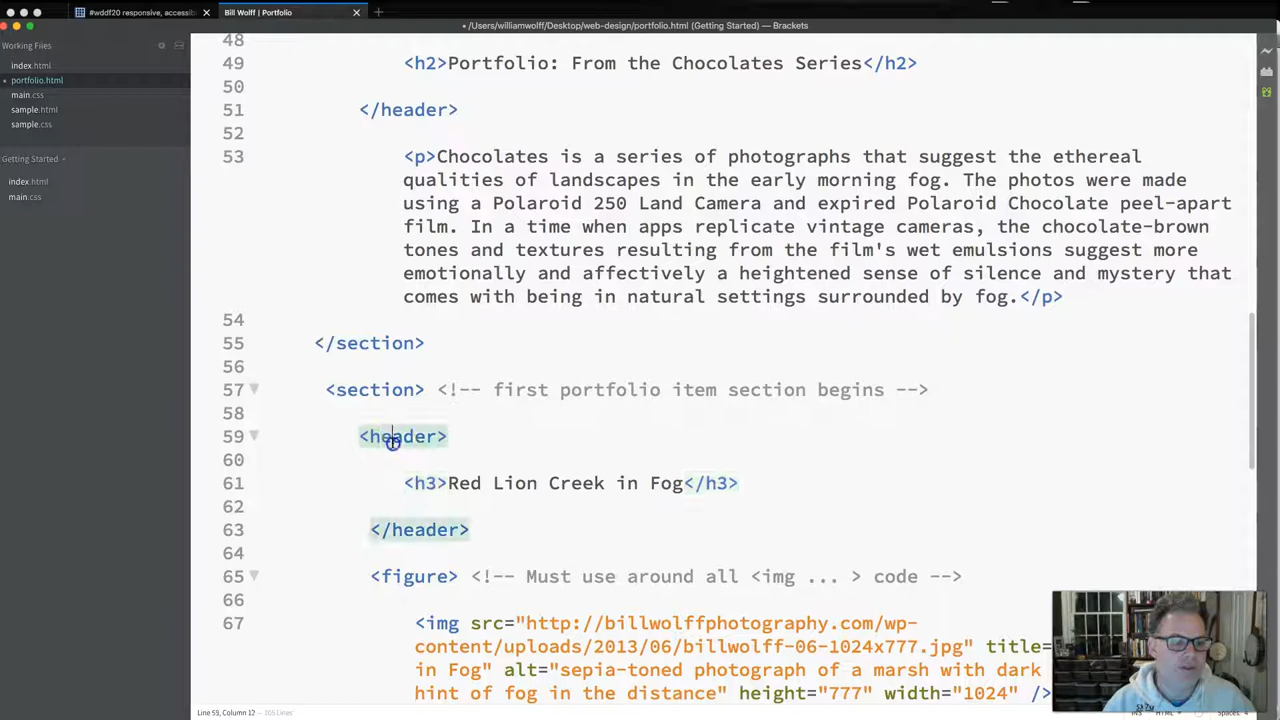 #wddf20 responsive, accessib
Bill Wolff | Portfolio
/Users/williamwolff/Desktop/web-design/portfolio.html (Getting Started) — Brackets
Working Files
index.html
portfolio.html
main.css
sample.html
sample.css
Getting Started
index.html
main.css
48
49 <h2>Portfolio: From the Chocolates Series</h2>
50
51 </header>
52
53 <p>Chocolates is a series of photographs that suggest the ethereal
qualities of landscapes in the early morning fog. The photos were made
using a Polaroid 250 Land Camera and expired Polaroid Chocolate peel-apart
film. In a time when apps replicate vintage cameras, the chocolate-brown
tones and textures resulting from the film's wet emulsions suggest more
emotionally and affectively a heightened sense of silence and mystery that
comes with being in natural settings surrounded by fog.</p>
54
55 </section>
56
57 <section> <!-- first portfolio item section begins -->
58
59 <header>
60
61 <h3>Red Lion Creek in Fog</h3>
62
63 </header>
64
65 <figure> <!-- Must use around all <img ... > code -->
66
67 <img src="http://billwolffphotography.com/wp-
content/uploads/2013/06/billwolff-06-1024x777.jpg" title=
in Fog" alt="sepia-toned photograph of a marsh with dark
hint of fog in the distance" height="777" width="1024" />
Line 59, Column 12 — 105 Lines
INS HTML Spaces: 4